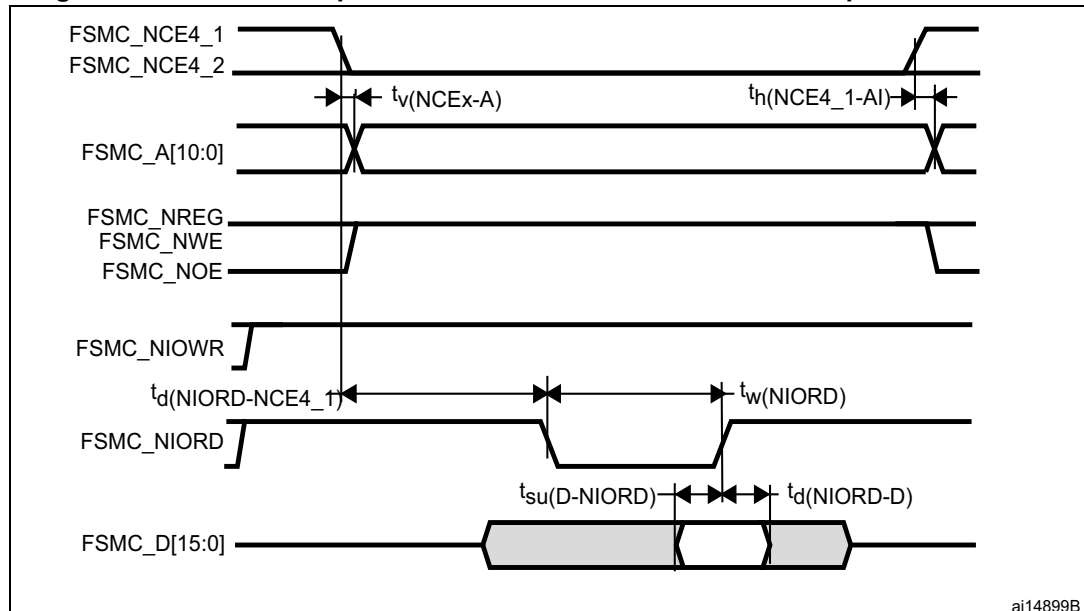 FSMC_NCE4_1
FSMC_NCE4_2
tv(NCEx-A)
th(NCE4_1-AI)
FSMC_A[10:0]
FSMC_NREG
FSMC_NWE
FSMC_NOE
FSMC_NIOWR
td(NIORD-NCE4_1)
tw(NIORD)
FSMC_NIORD
tsu(D-NIORD)
td(NIORD-D)
FSMC_D[15:0]
ai14899B